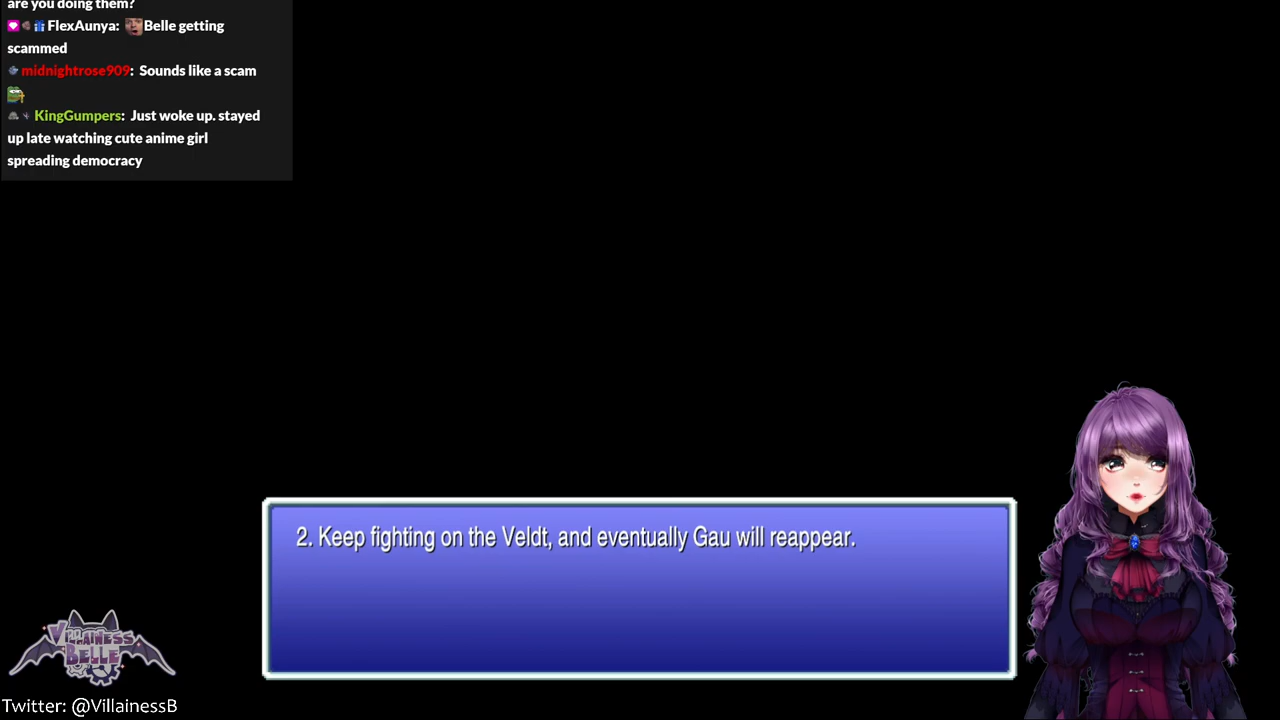 are you doing them?
FlexAunya: Belle getting
scammed
midnightrose909: Sounds like a scam
KingGumpers: Just woke up. stayed
up late watching cute anime girl
spreading democracy
2. Keep fighting on the Veldt, and eventually Gau will reappear.
VILLAINESS
BELLE
Twitter: @VillainessB